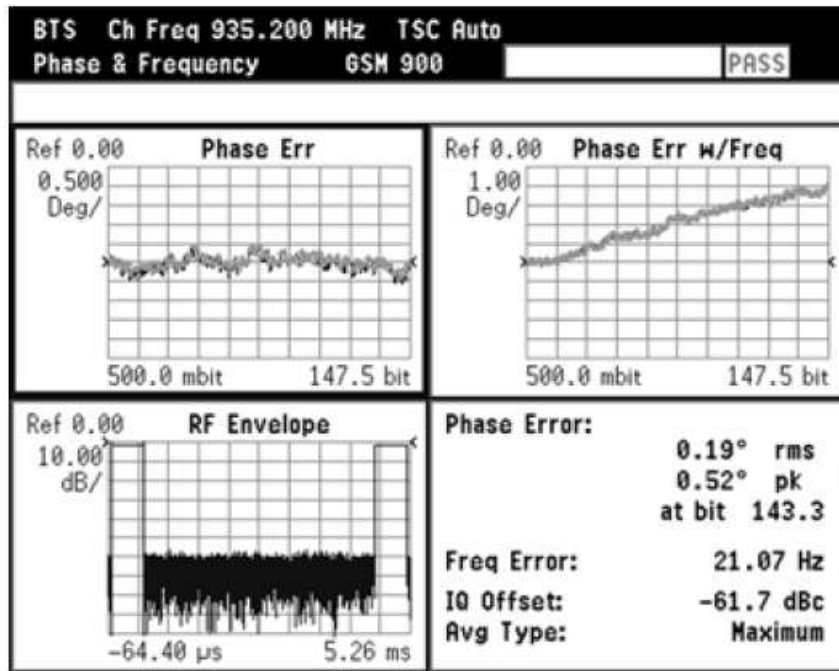 BTS Ch Freq 935.200 MHz TSC Auto
Phase & Frequency GSM 900 PASS
Ref 0.00 Phase Err
0.500
Deg/
500.0 mbit 147.5 bit
Ref 0.00 Phase Err w/Freq
1.00
Deg/
500.0 mbit 147.5 bit
Ref 0.00 RF Envelope
10.00
dB/
-64.40 µs 5.26 ms
Phase Error:
0.19° rms
0.52° pk
at bit 143.3
Freq Error: 21.07 Hz
IQ Offset: -61.7 dBc
Avg Type: Maximum